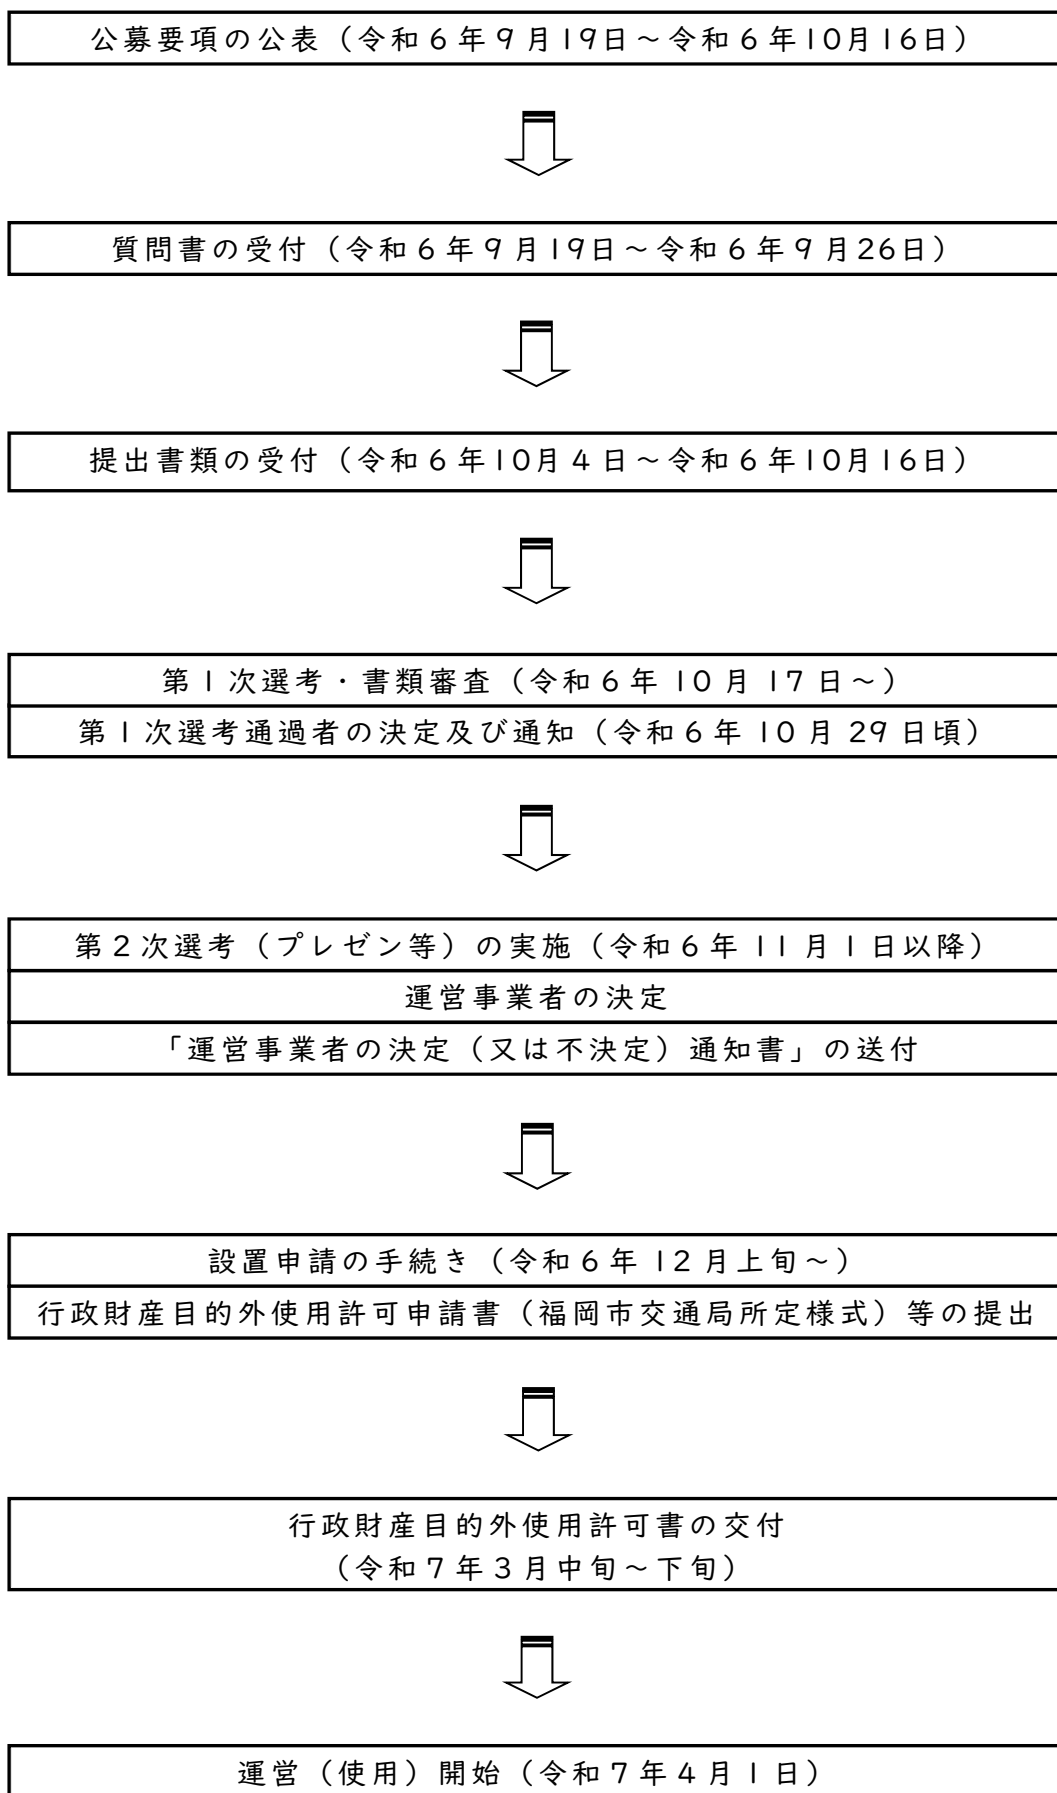 公募要項の公表（令和６年９月19日～令和６年10月16日）
質問書の受付（令和６年９月19日～令和６年９月26日）
提出書類の受付（令和６年10月４日～令和６年10月16日）
第１次選考・書類審査（令和６年 10 月 17 日～）
第１次選考通過者の決定及び通知（令和６年 10 月 29 日頃）
第２次選考（プレゼン等）の実施（令和６年 11 月１日以降）
運営事業者の決定
「運営事業者の決定（又は不決定）通知書」の送付
設置申請の手続き（令和６年 12 月上旬～）
行政財産目的外使用許可申請書（福岡市交通局所定様式）等の提出
行政財産目的外使用許可書の交付
（令和７年３月中旬～下旬）
運営（使用）開始（令和７年４月１日）